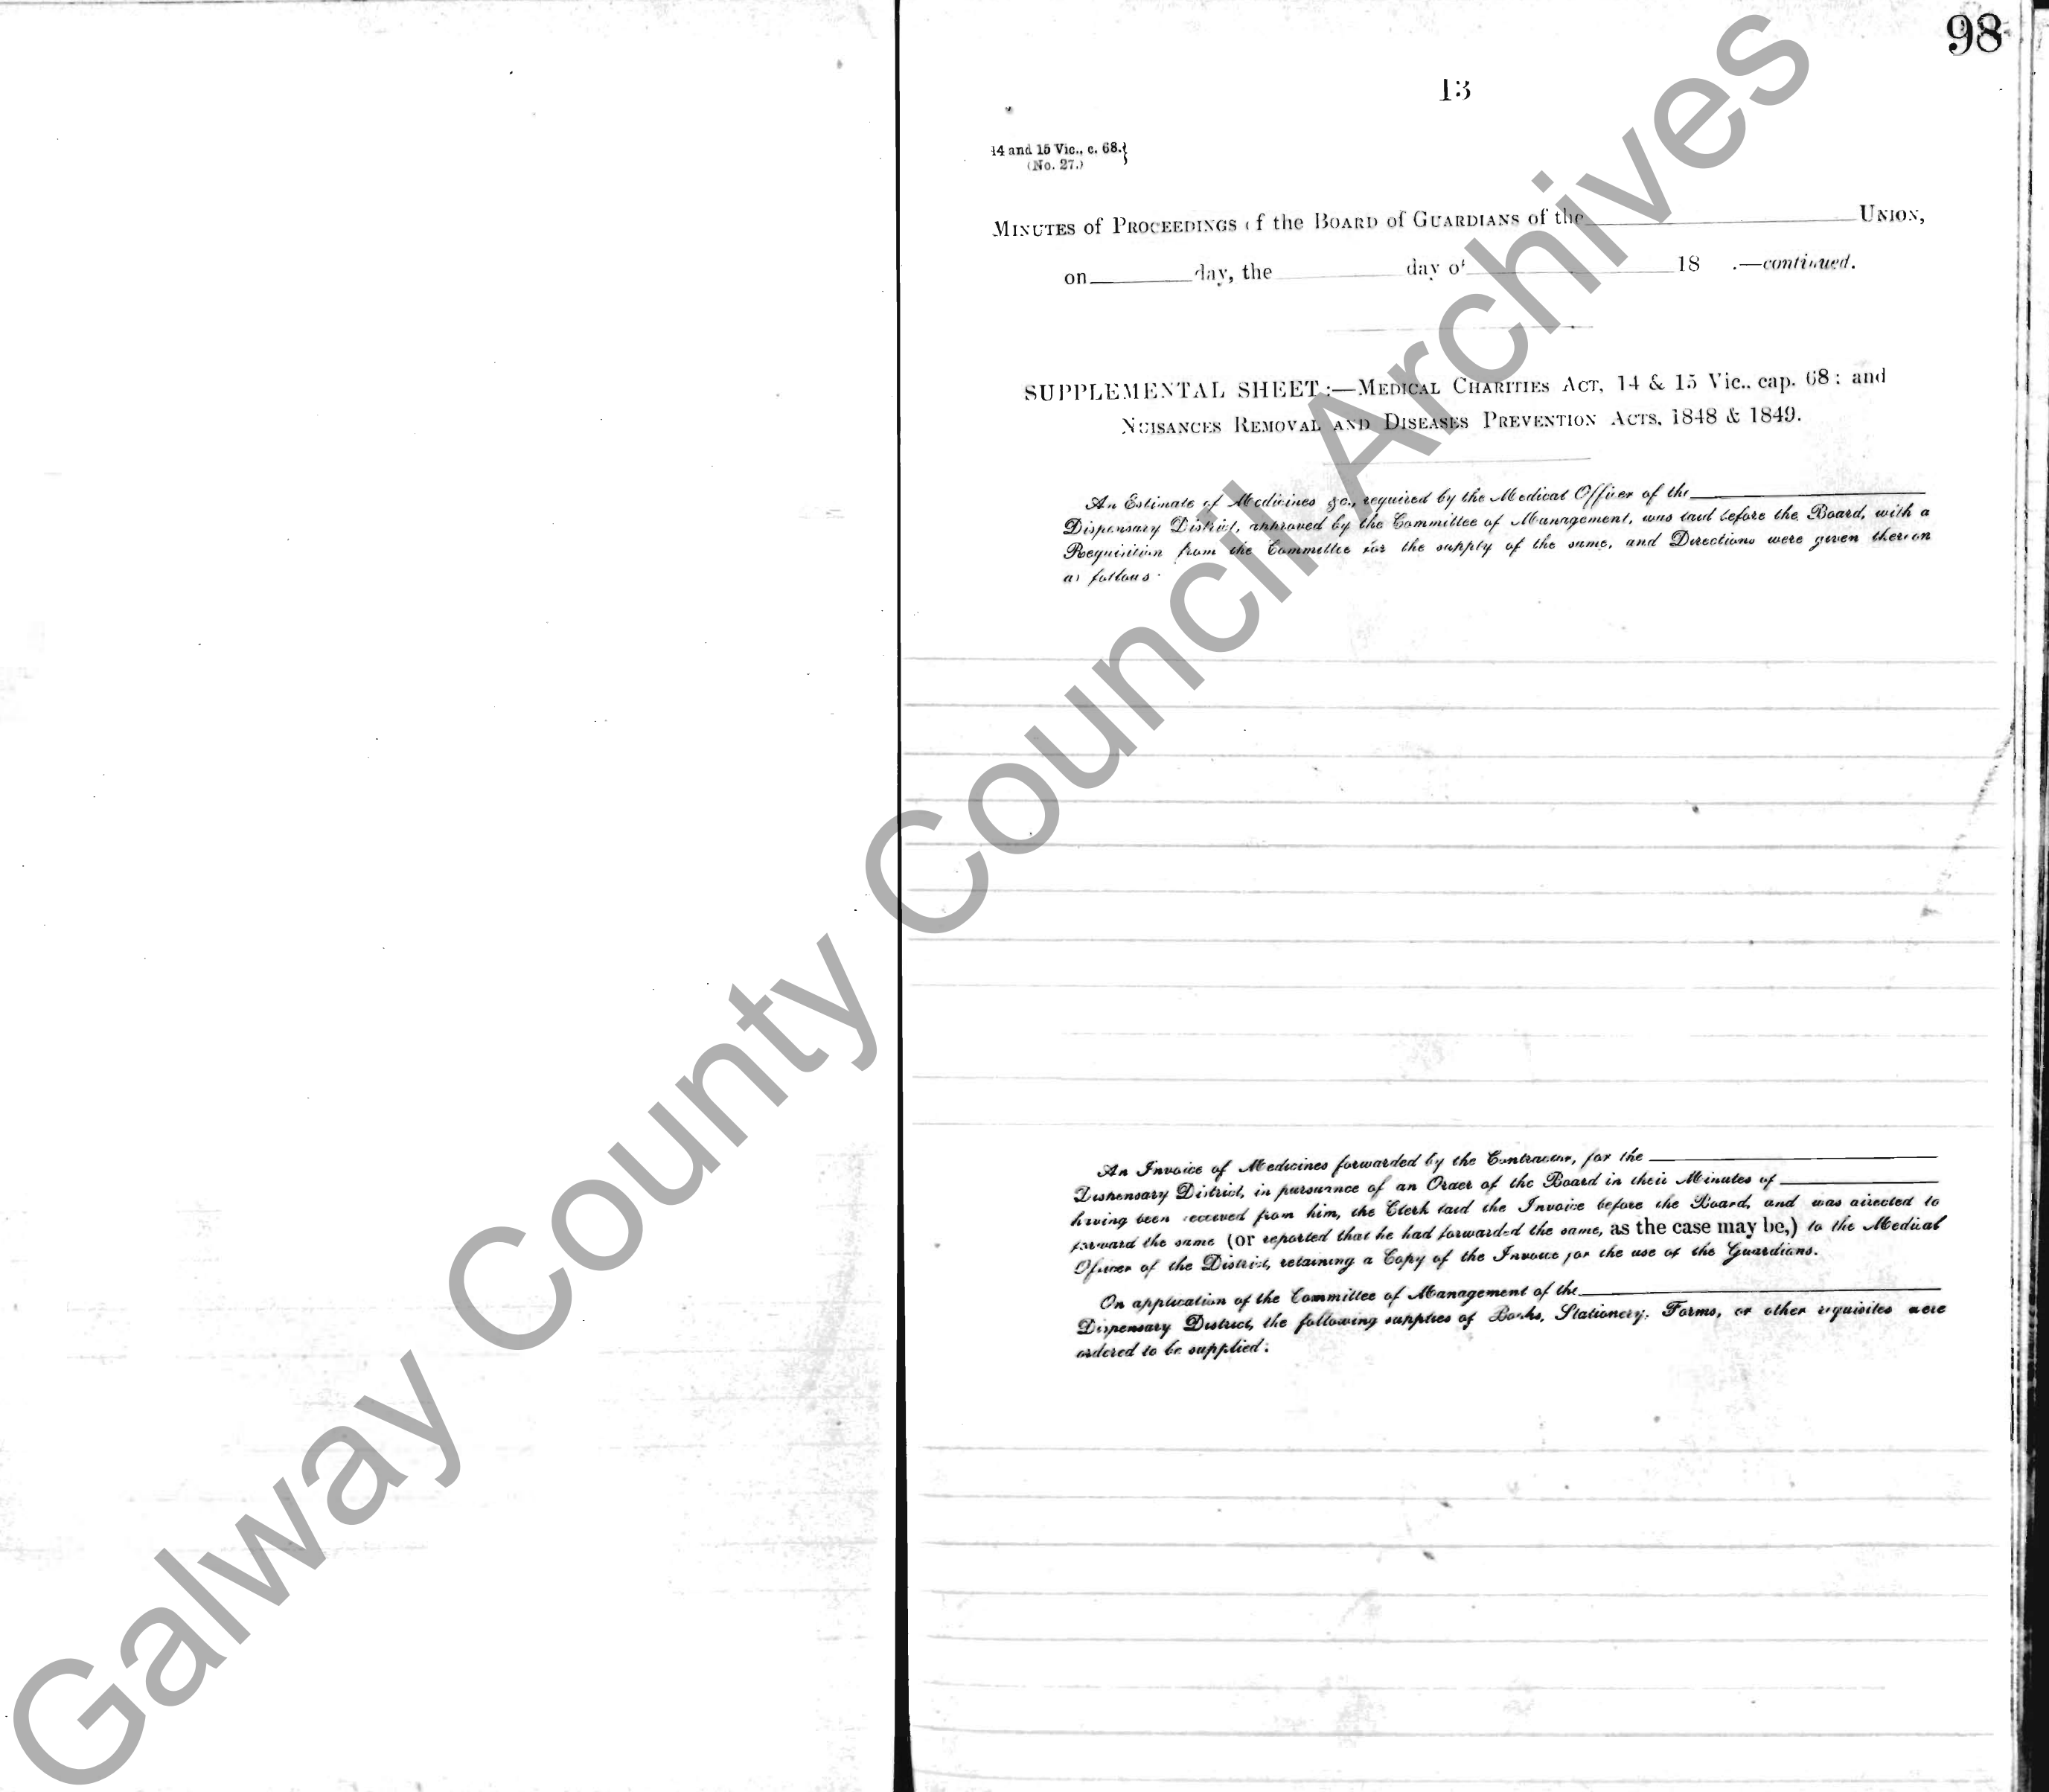 98
13
14 and 15 Vic., c. 68.}
(No. 27.)
MINUTES of PROCEEDINGS of the BOARD of GUARDIANS of the UNION,
on day, the day of 18 .—continued.
SUPPLEMENTAL SHEET:—MEDICAL CHARITIES ACT, 14 & 15 Vic., cap. 68: and
NUISANCES REMOVAL AND DISEASES PREVENTION ACTS, 1848 & 1849.
An Estimate of Medicines &c., required by the Medical Officer of the
Dispensary District, approved by the Committee of Management, was laid before the Board, with a
Requisition from the Committee for the supply of the same, and Directions were given thereon
as follows:
An Invoice of Medicines forwarded by the Contractor, for the
Dispensary District, in pursuance of an Order of the Board in their Minutes of
having been received from him, the Clerk laid the Invoice before the Board, and was directed to
forward the same (or reported that he had forwarded the same, as the case may be,) to the Medical
Officer of the District, retaining a Copy of the Invoice for the use of the Guardians.
On application of the Committee of Management of the
Dispensary District, the following supplies of Books, Stationery, Forms, or other requisites were
ordered to be supplied:
Galway County Council Archives